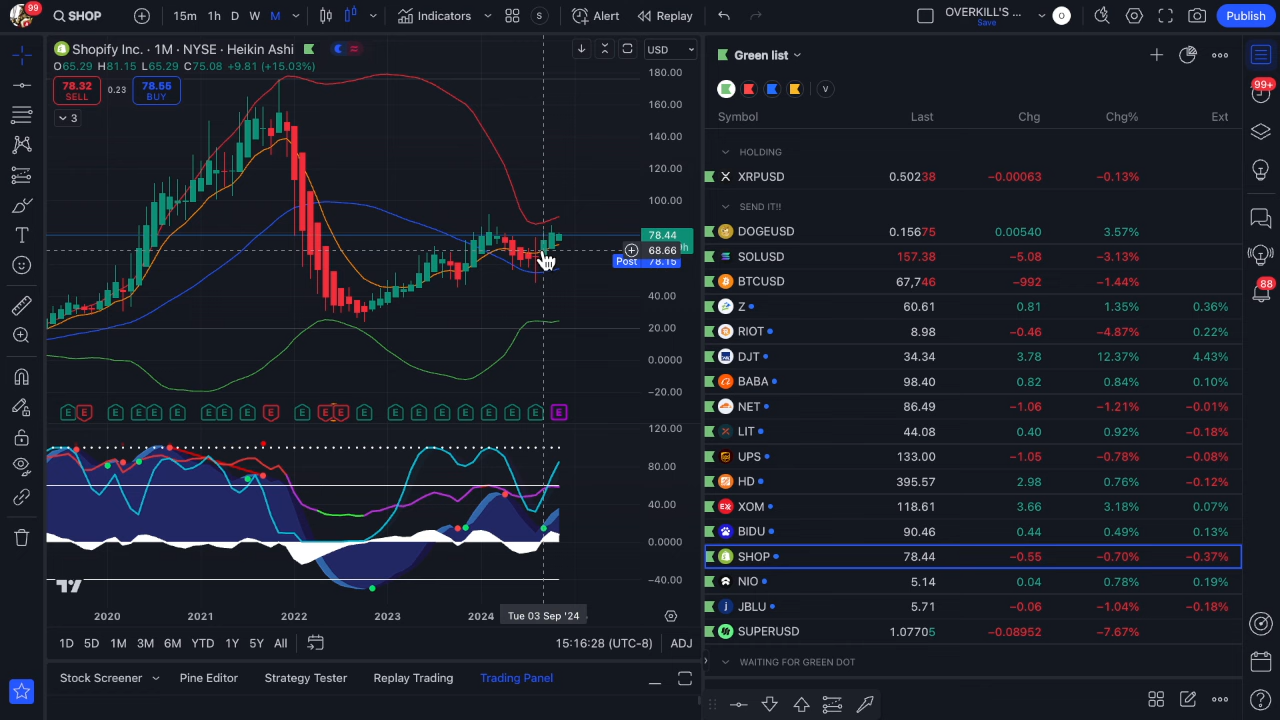 99
SHOP
15m 1h D W M
Indicators
S
Alert
Replay
OVERKILL'S ...
Save
O
Publish
Shopify Inc. · 1M · NYSE · Heikin Ashi
O65.29 H81.15 L65.29 C75.08 +9.81 (+15.03%)
78.32
SELL
0.23
78.55
BUY
3
USD
180.00
160.00
140.00
120.00
100.00
78.44
68.66
Post 78.15
40.00
20.00
0.0000
−20.00
E E E E E E E E E E E E E E E E E E E E
120.00
80.00
40.00
0.0000
−40.00
2020 2021 2022 2023 2024 Tue 03 Sep '24
1D 5D 1M 3M 6M YTD 1Y 5Y All
15:16:28 (UTC-8) ADJ
Stock Screener Pine Editor Strategy Tester Replay Trading Trading Panel
Green list
V
Symbol Last Chg Chg% Ext
HOLDING
XRPUSD 0.50238 −0.00063 −0.13%
SEND IT!!
DOGEUSD 0.15675 0.00540 3.57%
SOLUSD 157.38 −5.08 −3.13%
BTCUSD 67,746 −992 −1.44%
Z 60.61 0.81 1.35% 0.36%
RIOT 8.98 −0.46 −4.87% 0.22%
DJT 34.34 3.78 12.37% 4.43%
BABA 98.40 0.82 0.84% 0.10%
NET 86.49 −1.06 −1.21% −0.01%
LIT 44.08 0.40 0.92% −0.18%
UPS 133.00 −1.05 −0.78% −0.08%
HD 395.57 2.98 0.76% −0.12%
XOM 118.61 3.66 3.18% 0.07%
BIDU 90.46 0.44 0.49% 0.13%
SHOP 78.44 −0.55 −0.70% −0.37%
NIO 5.14 0.04 0.78% 0.19%
JBLU 5.71 −0.06 −1.04% −0.18%
SUPERUSD 1.07705 −0.08952 −7.67%
WAITING FOR GREEN DOT
99+
88